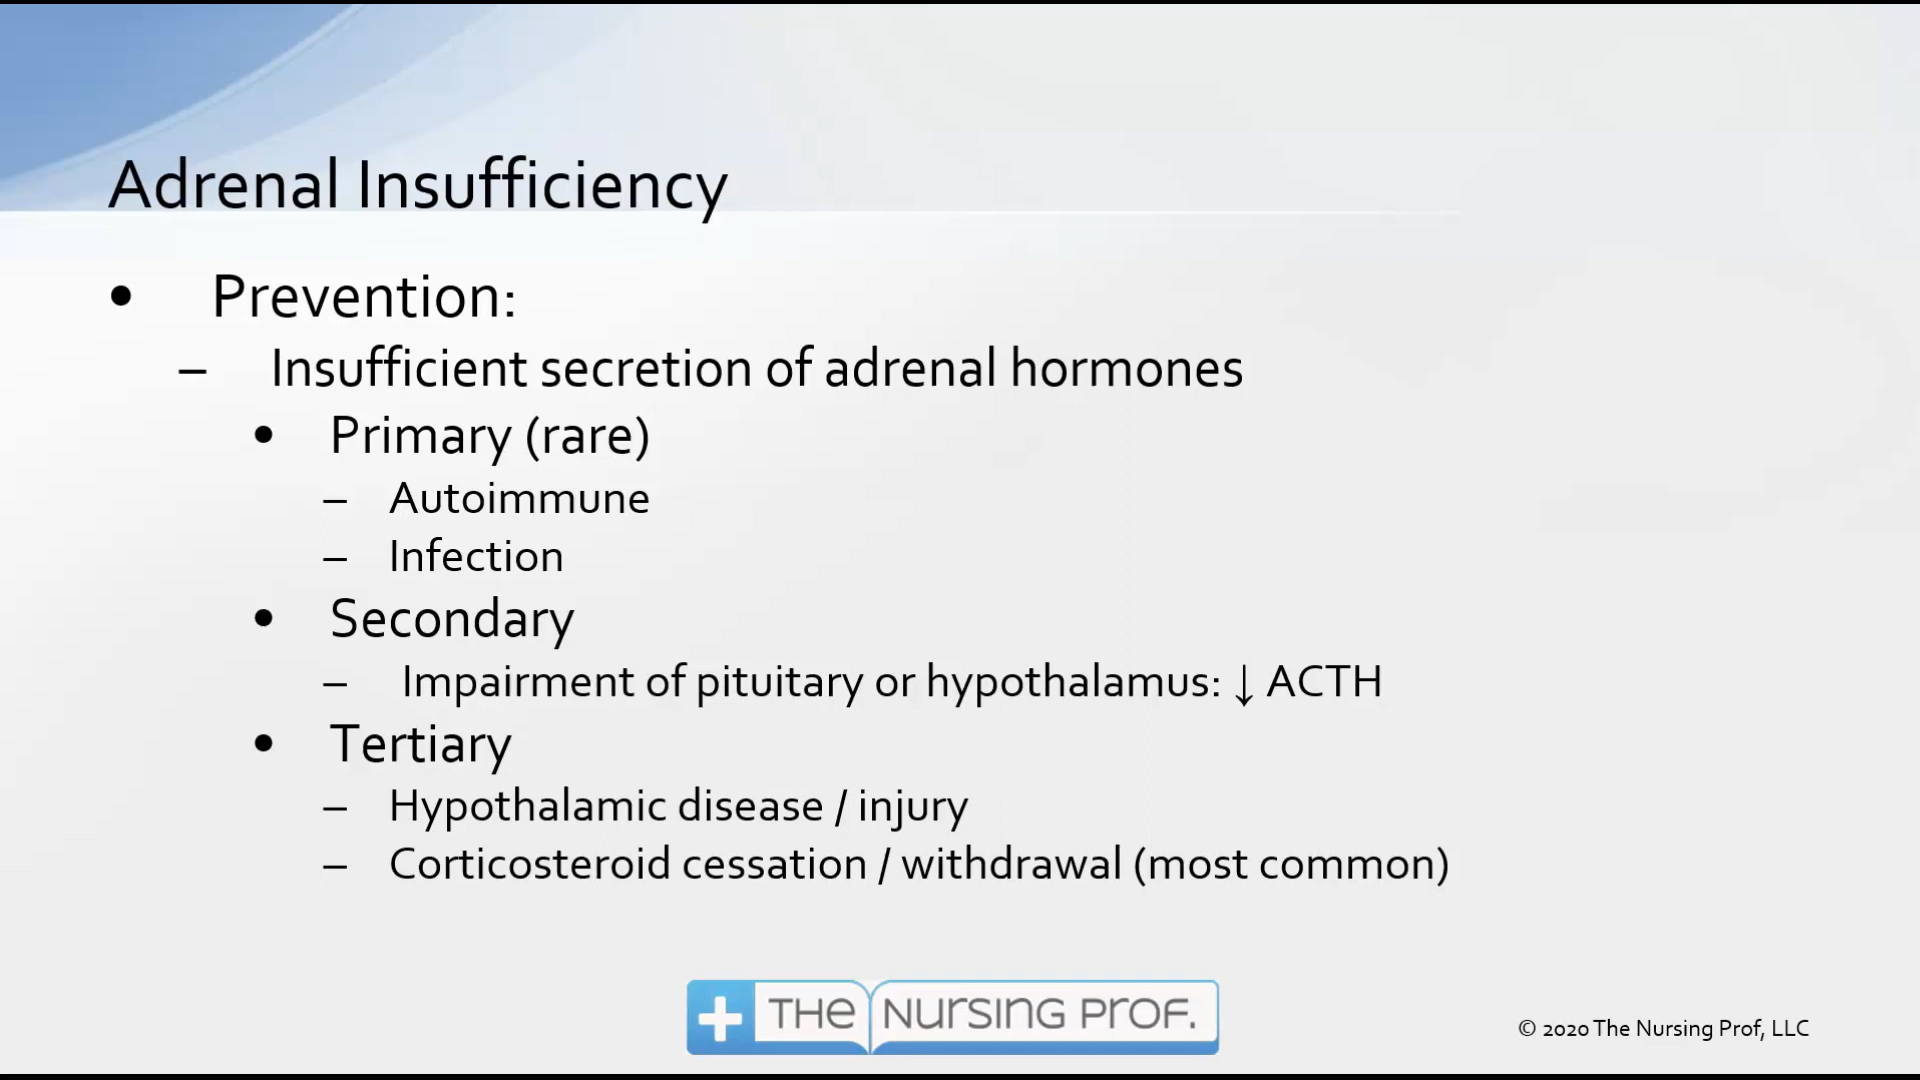 Adrenal Insufficiency
• Prevention:
– Insufficient secretion of adrenal hormones
• Primary (rare)
– Autoimmune
– Infection
• Secondary
– Impairment of pituitary or hypothalamus: ↓ ACTH
• Tertiary
– Hypothalamic disease / injury
– Corticosteroid cessation / withdrawal (most common)
THE NURSING PROF.
© 2020 The Nursing Prof, LLC